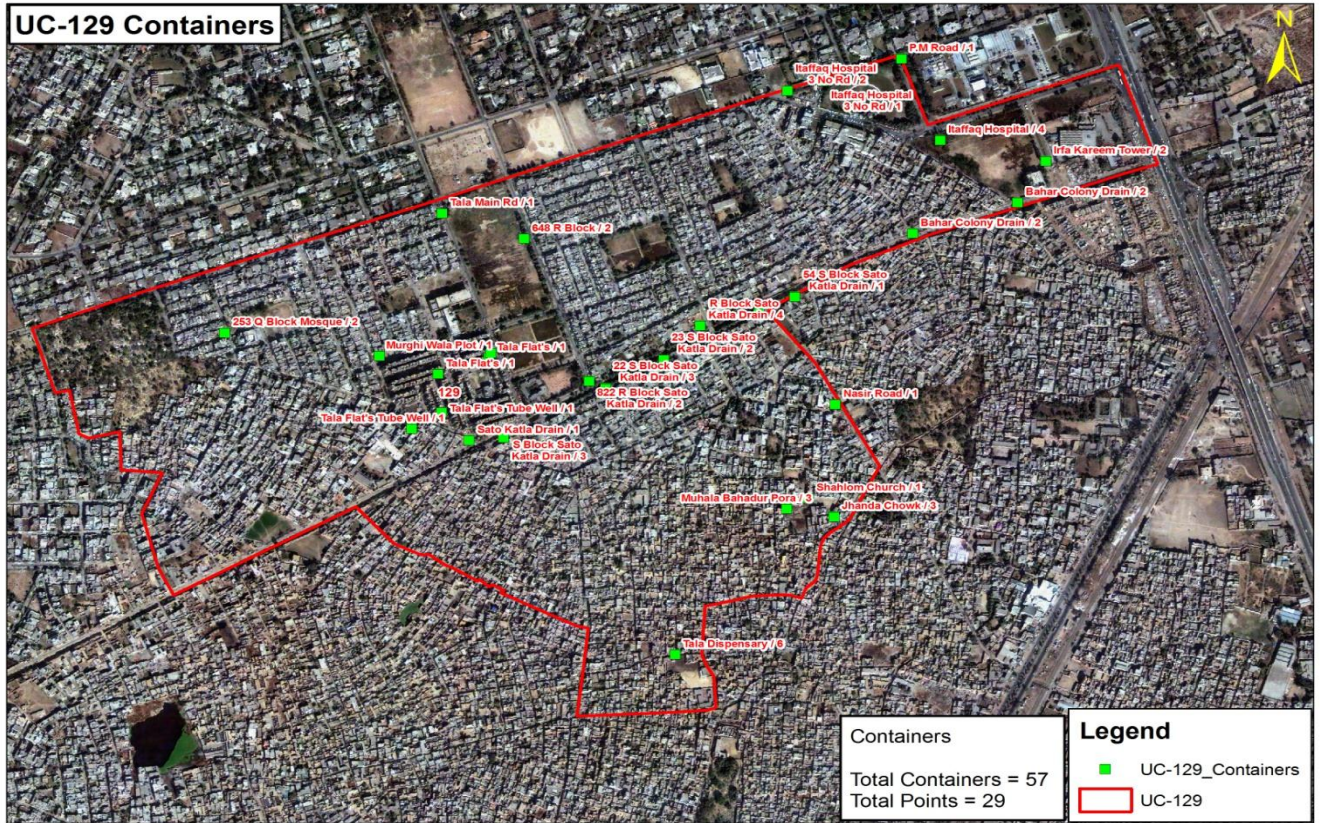 UC-129 Containers
N
P.M Road / 1
Itaffaq Hospital
3 No Rd / 2
Itaffaq Hospital
3 No Rd / 1
Itaffaq Hospital / 4
Irfa Kareem Tower / 2
Bahar Colony Drain / 2
Bahar Colony Drain / 2
Tala Main Rd / 1
648 R Block / 2
54 S Block Sato
Katla Drain / 1
R Block Sato
Katla Drain / 4
253 Q Block Mosque / 2
23 S Block Sato
Katla Drain / 2
Murghi Wala Plot / 1
Tala Flat's / 1
Tala Flat's / 1
22 S Block Sato
Katla Drain / 3
129
822 R Block Sato
Katla Drain / 2
Nasir Road / 1
Tala Flat's Tube Well / 1
Tala Flat's Tube Well / 1
Sato Katla Drain / 1
S Block Sato
Katla Drain / 3
Shahlom Church / 1
Muhala Bahadur Pora / 3
Jhanda Chowk / 3
Tala Dispensary / 6
Containers
Total Containers = 57
Total Points = 29
Legend
UC-129_Containers
UC-129